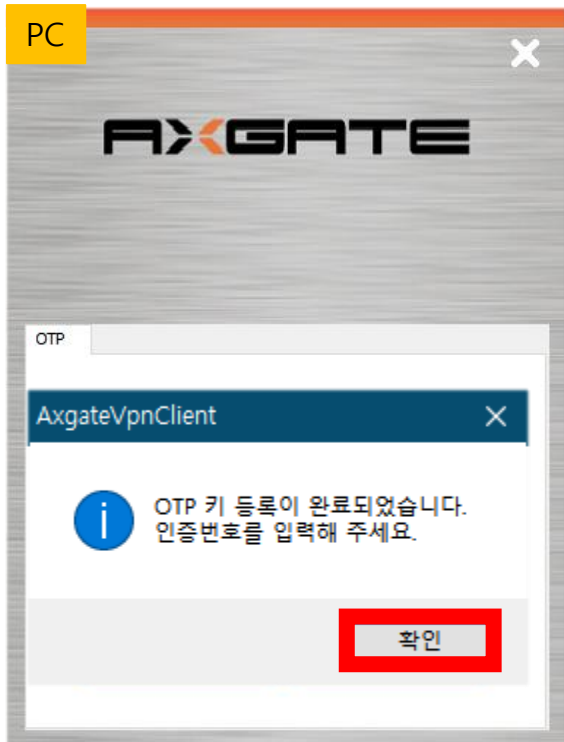 PC
AXGATE
OTP
AxgateVpnClient
OTP 키 등록이 완료되었습니다.
인증번호를 입력해 주세요.
확인